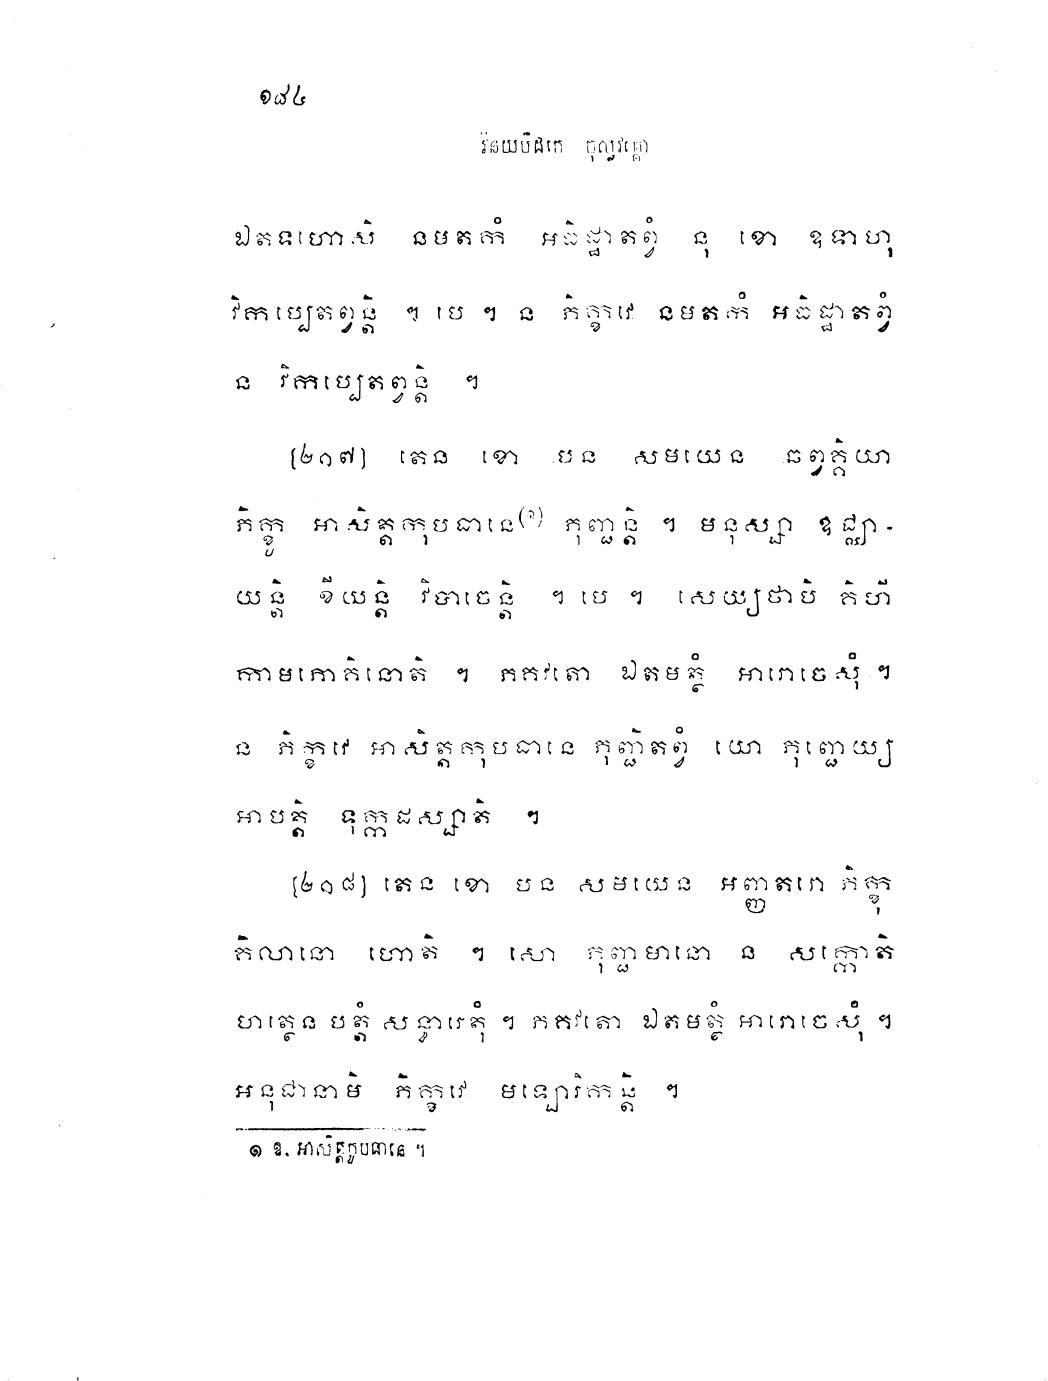 ១៨៤
វិនយបិដកេ ចុល្លវគ្គោ
ឯតទហោសិ នមតកំ អធិដ្ឋាតព្វំ នុ ខោ ឧទាហុ
វិកប្បេតព្វន្តិ ។ បេ ។ ន ភិក្ខវេ នមតកំ អធិដ្ឋាតព្វំ
ន វិកប្បេតព្វន្តិ ។
[២១៧] តេន ខោ បន សមយេន ឆព្វគ្គិយា
ភិក្ខូ អាសិត្តកុបធានេ(១) ភុញ្ជន្តិ ។ មនុស្សា ឧជ្ឈា-
យន្តិ ខីយន្តិ វិបាចេន្តិ ។ បេ ។ សេយ្យថាបិ គិហី
កាមភោគិនោតិ ។ ភគវតោ ឯតមត្ថំ អារោចេសុំ ។
ន ភិក្ខវេ អាសិត្តកុបធានេ ភុញ្ជិតព្វំ យោ ភុញ្ជេយ្យ
អាបត្តិ ទុក្កដស្សាតិ ។
[២១៨] តេន ខោ បន សមយេន អញ្ញតរោ ភិក្ខុ
គិលានោ ហោតិ ។ សោ ភុញ្ជមានោ ន សក្កោតិ
ហត្ថេន បត្តំ សន្ធារេតុំ ។ ភគវតោ ឯតមត្ថំ អារោចេសុំ ។
អនុជានាមិ ភិក្ខវេ មឡោរិកន្តិ ។
១ ឱ. អាសិត្តកូបធានេ ។